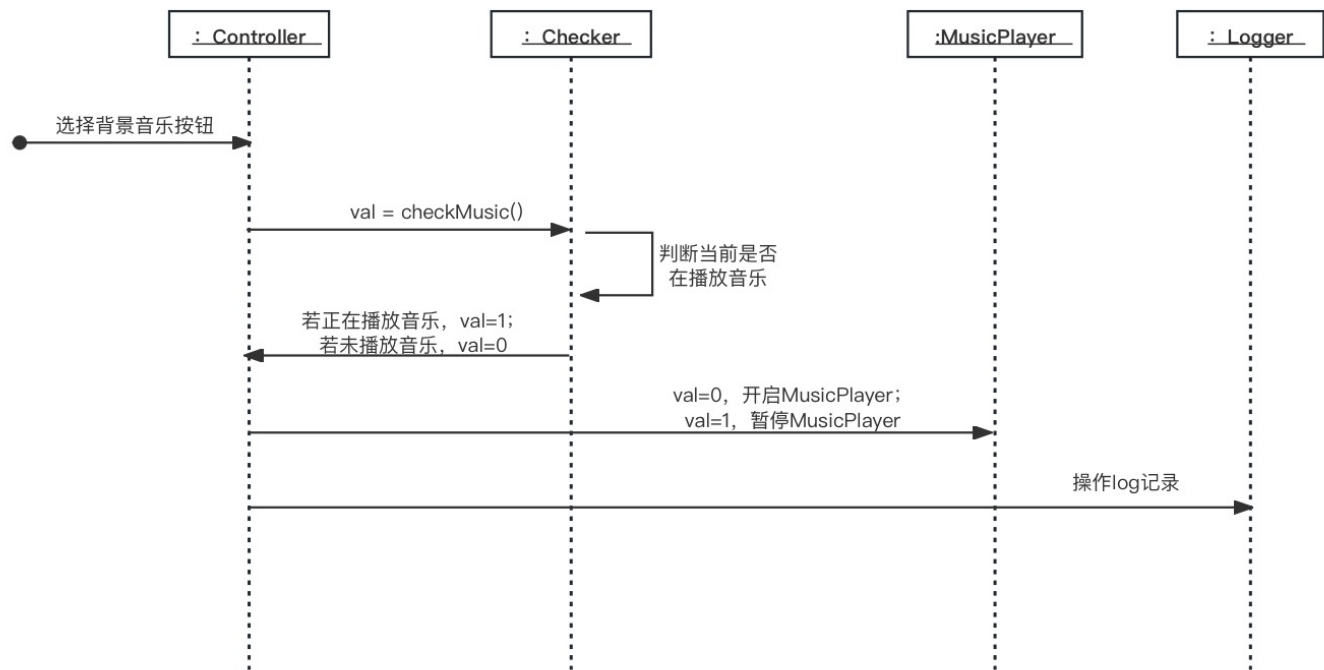 : Controller
: Checker
:MusicPlayer
: Logger
选择背景音乐按钮
val = checkMusic()
判断当前是否
在播放音乐
若正在播放音乐，val=1；
若未播放音乐，val=0
val=0，开启MusicPlayer；
val=1，暂停MusicPlayer
操作log记录